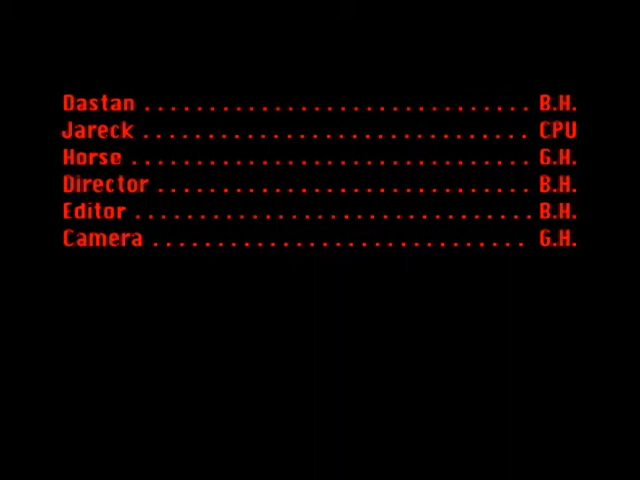 Dastan .............................. B.H.
Jareck .............................. CPU
Horse ............................... G.H.
Director ............................. B.H.
Editor ............................... B.H.
Camera ............................. G.H.